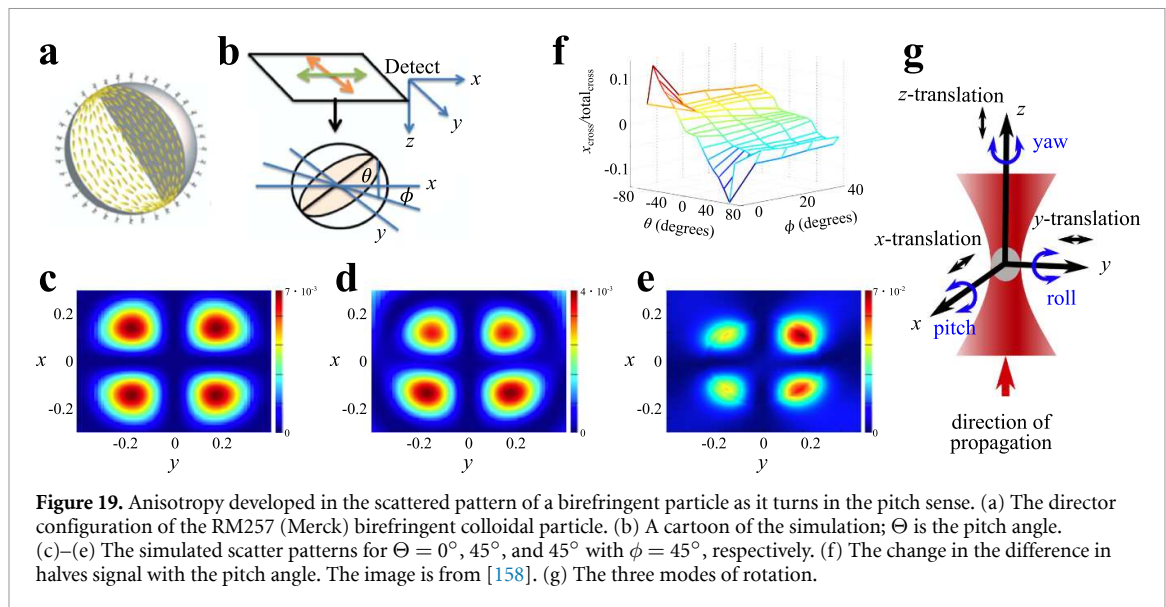 a
b
Detect
x
y
z
θ
x
ϕ
y
f
0.1
0
-0.1
x_cross/total_cross
-80
-40
0
40
80
θ (degrees)
0
20
40
ϕ (degrees)
g
z-translation
z
yaw
y-translation
x-translation
y
roll
x
pitch
direction of
propagation
c
7 · 10⁻³
0.2
x
0
-0.2
0
-0.2
0
0.2
y
d
4 · 10⁻³
0.2
x
0
-0.2
0
-0.2
0
0.2
y
e
7 · 10⁻²
0.2
x
0
-0.2
0
-0.2
0
0.2
y
Figure 19. Anisotropy developed in the scattered pattern of a birefringent particle as it turns in the pitch sense. (a) The director
configuration of the RM257 (Merck) birefringent colloidal particle. (b) A cartoon of the simulation; Θ is the pitch angle.
(c)–(e) The simulated scatter patterns for Θ = 0°, 45°, and 45° with ϕ = 45°, respectively. (f) The change in the difference in
halves signal with the pitch angle. The image is from [158]. (g) The three modes of rotation.